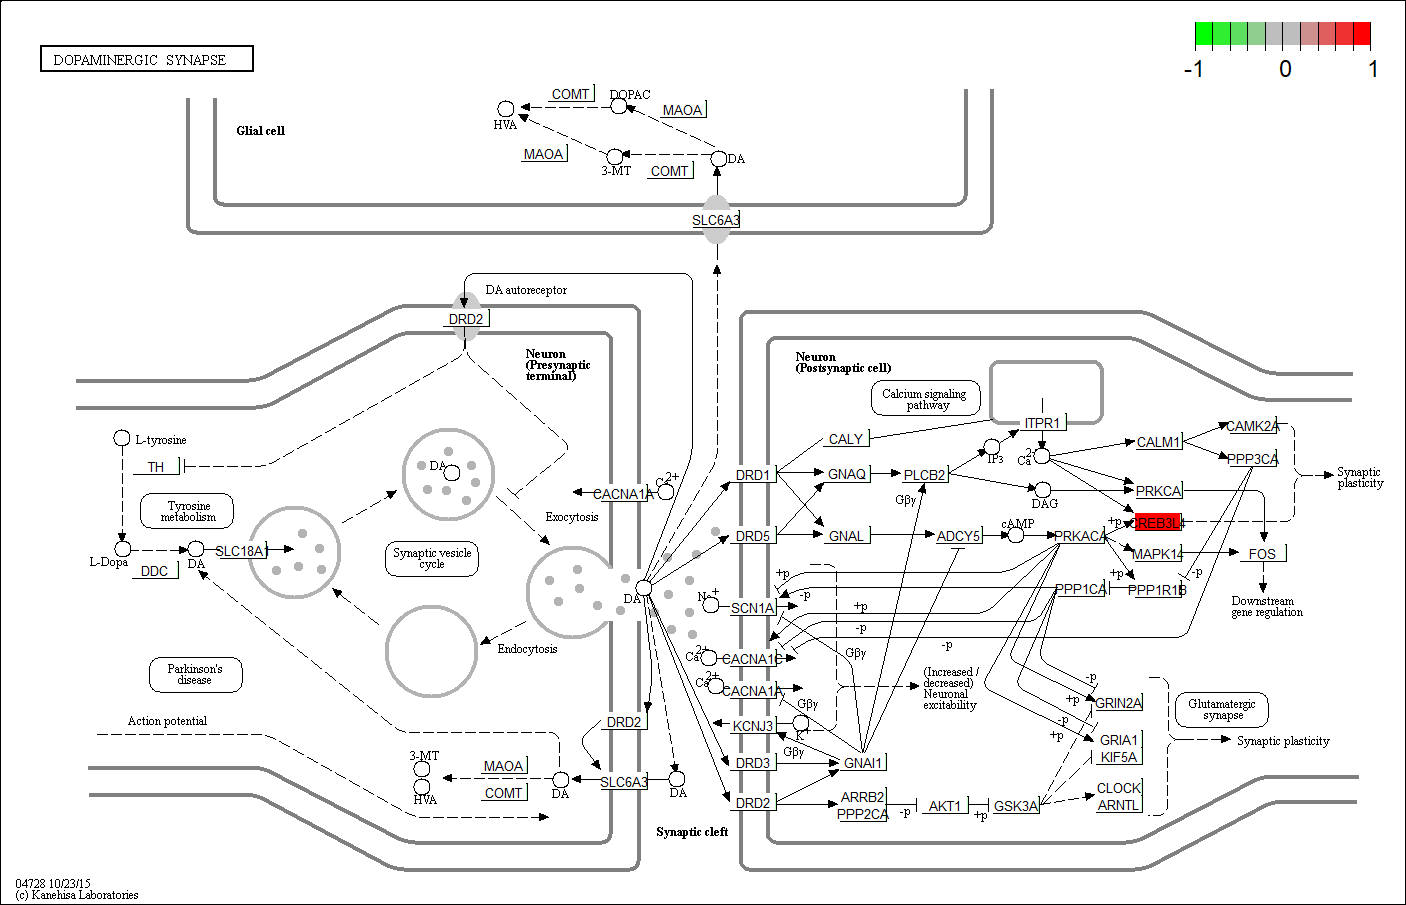 DOPAMINERGIC SYNAPSE
-1 0 1
Glial cell
COMT
DOPAC
MAOA
HVA
MAOA
3-MT
COMT
DA
SLC6A3
DA autoreceptor
DRD2
Neuron
(Presynaptic
terminal)
L-tyrosine
TH
Tyrosine
metabolism
L-Dopa
DDC
DA
SLC18A1
DA
Synaptic vesicle
cycle
Exocytosis
Endocytosis
CACNA1A
DA
Parkinson's
disease
Action potential
3-MT
HVA
MAOA
COMT
DA
DRD2
SLC6A3
DA
Synaptic cleft
Neuron
(Postsynaptic cell)
Calcium signaling
pathway
ITPR1
CALY
IP3
Ca2+
CALM1
CAMK2A
PPP3CA
Synaptic
plasticity
DRD1
GNAQ
PLCB2
DAG
PRKCA
Gβγ
cAMP
+p
CREB3L4
DRD5
GNAL
ADCY5
PRKACA
MAPK14
FOS
+p
-p
PPP1CA
PPP1R1B
Downstream
gene regulation
+p
-p
Na+
SCN1A
+p
-p
-p
Gβγ
Ca2+
CACNA1C
Ca2+
CACNA1A
(Increased /
decreased)
Neuronal
excitability
Gβγ
KCNJ3
K+
Gβγ
DRD3
GNAI1
DRD2
ARRB2
PPP2CA
-p
AKT1
+p
GSK3A
-p
+p
GRIN2A
-p
+p
GRIA1
KIF5A
CLOCK
ARNTL
Glutamatergic
synapse
Synaptic plasticity
04728 10/23/15
(c) Kanehisa Laboratories